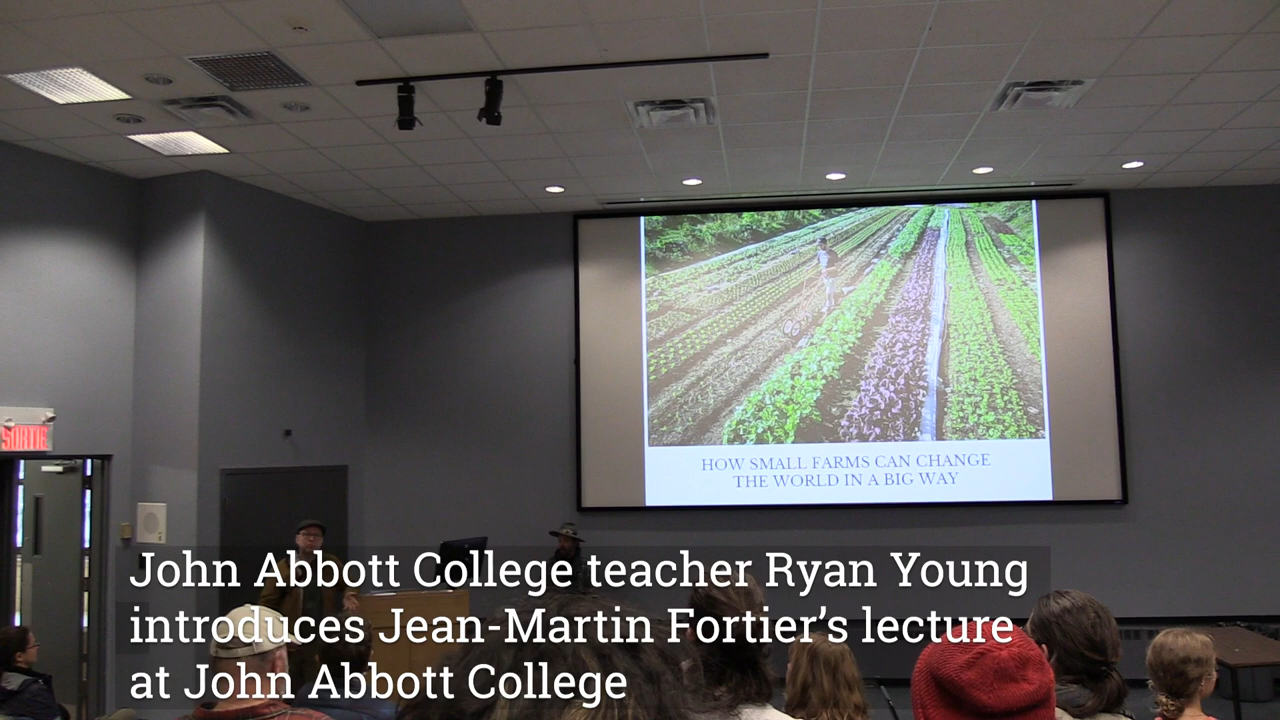 SORTIE
HOW SMALL FARMS CAN CHANGE
THE WORLD IN A BIG WAY
John Abbott College teacher Ryan Young
introduces Jean-Martin Fortier’s lecture
at John Abbott College